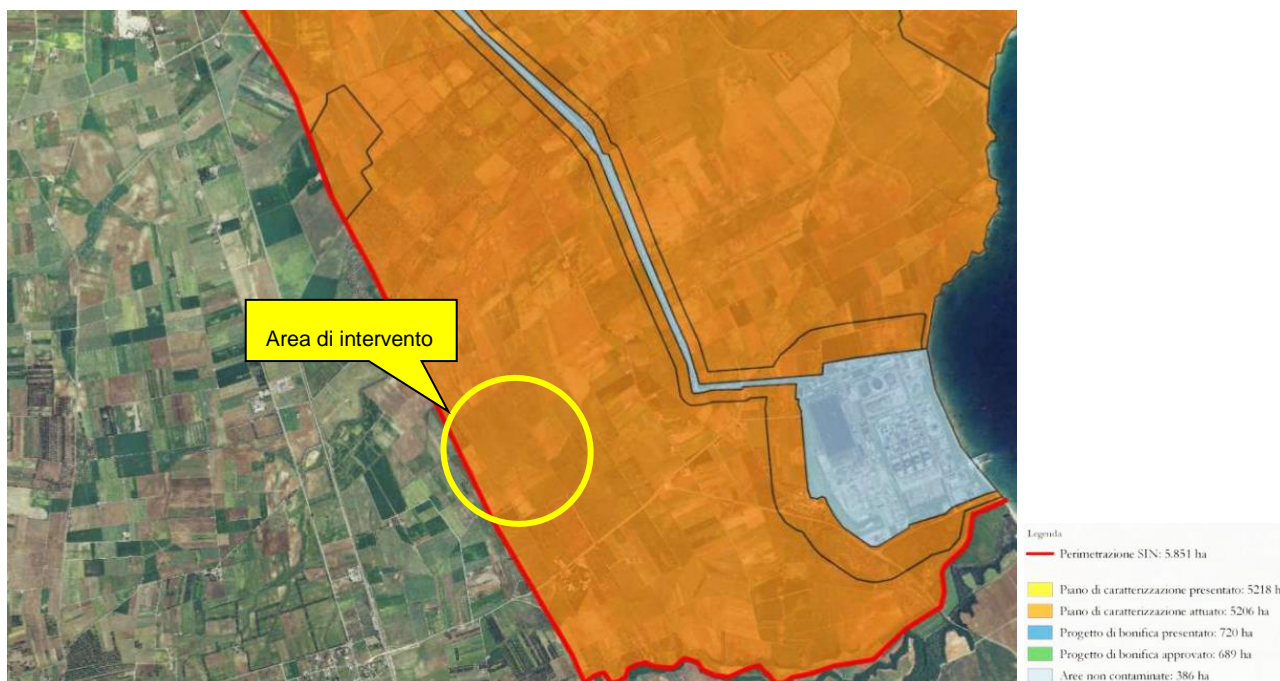 Area di intervento
Legenda
Perimetrazione SIN: 5.851 ha
Piano di caratterizzazione presentato: 5218 h
Piano di caratterizzazione attuato: 5206 ha
Progetto di bonifica presentato: 720 ha
Progetto di bonifica approvato: 689 ha
Aree non contaminate: 386 ha